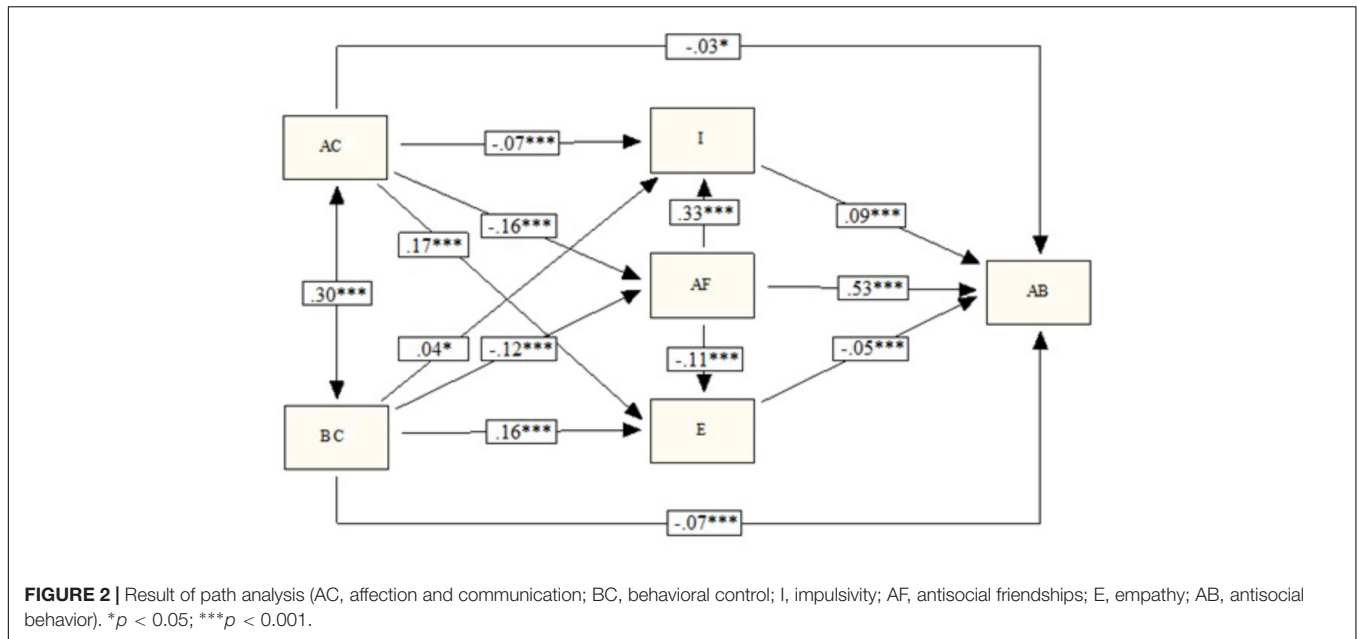 -.03*
AC
-.07***
I
-.16***
.33***
.09***
.17***
.30***
AF
.53***
AB
.04*
-.12***
-.11***
-.05***
BC
.16***
E
-.07***
FIGURE 2 | Result of path analysis (AC, affection and communication; BC, behavioral control; I, impulsivity; AF, antisocial friendships; E, empathy; AB, antisocial
behavior). *p < 0.05; ***p < 0.001.